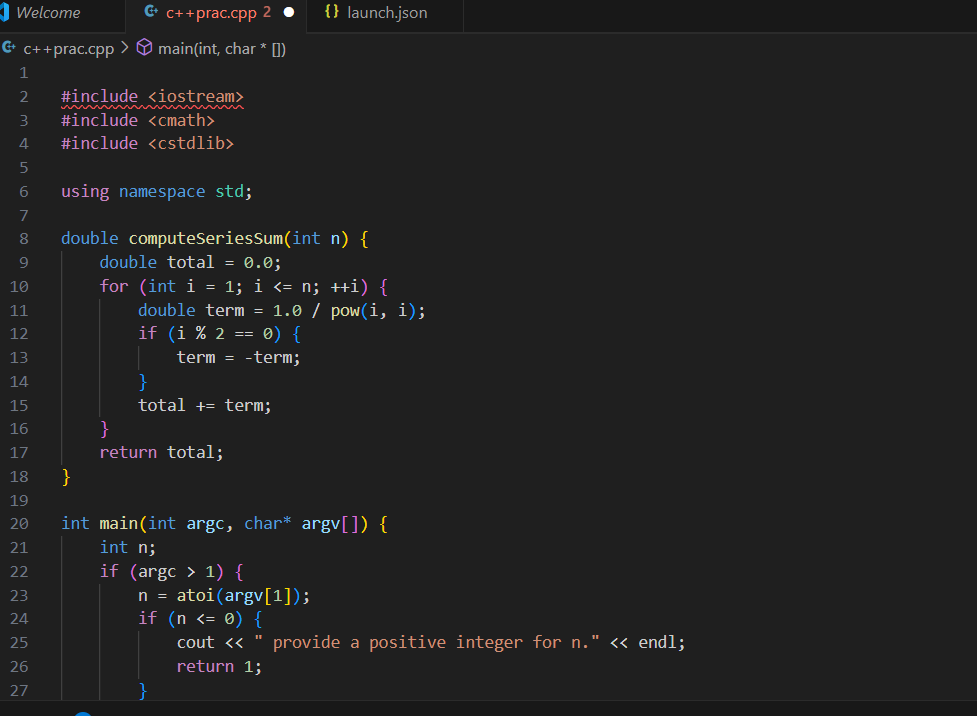 Welcome c++prac.cpp 2 launch.json
c++prac.cpp > main(int, char * [])
1
2 #include <iostream>
3 #include <cmath>
4 #include <cstdlib>
5
6 using namespace std;
7
8 double computeSeriesSum(int n) {
9     double total = 0.0;
10     for (int i = 1; i <= n; ++i) {
11         double term = 1.0 / pow(i, i);
12         if (i % 2 == 0) {
13             term = -term;
14         }
15         total += term;
16     }
17     return total;
18 }
19
20 int main(int argc, char* argv[]) {
21     int n;
22     if (argc > 1) {
23         n = atoi(argv[1]);
24         if (n <= 0) {
25             cout << " provide a positive integer for n." << endl;
26             return 1;
27         }